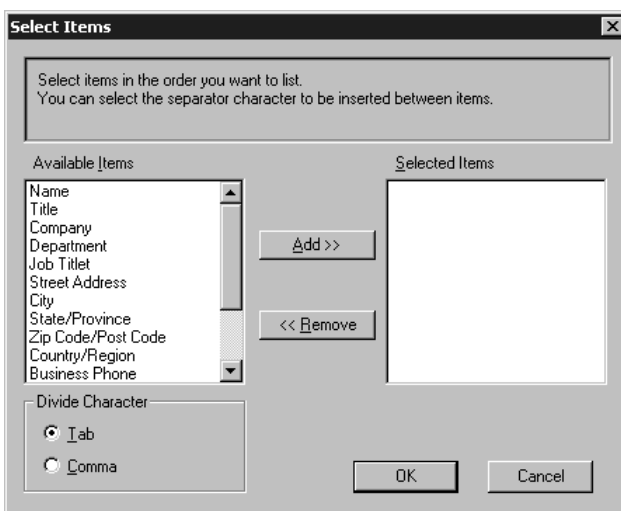 Select Items
Select items in the order you want to list.
You can select the separator character to be inserted between items.
Available Items
Selected Items
Name
Title
Company
Department
Job Titlet
Street Address
City
State/Province
Zip Code/Post Code
Country/Region
Business Phone
Add >>
<< Remove
Divide Character
Tab
Comma
OK
Cancel